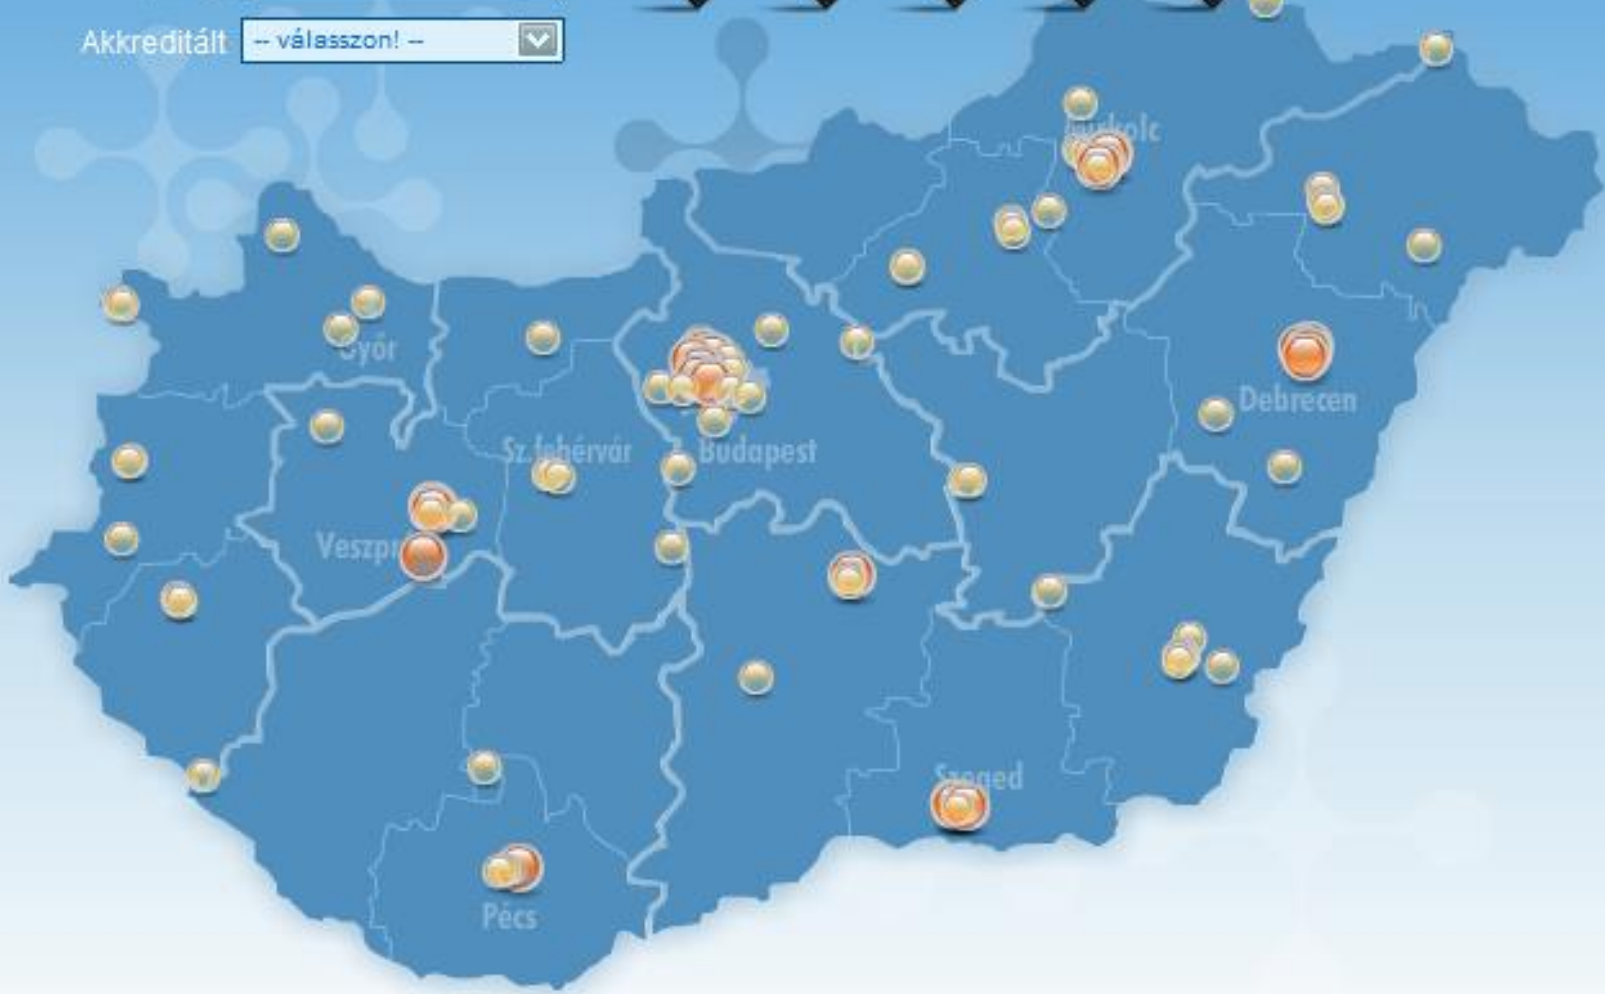 Akkreditált -- válasszon! --
Győr
Sz.fehérvár
Budapest
Debrecen
Szeged
Pécs